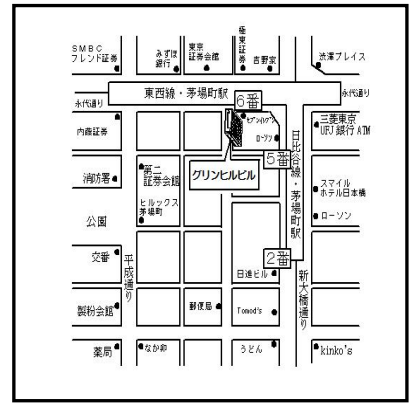 SMBC
フレンド証券
みずほ
銀行
東京
証券会館
極東証券
吉野家
渋澤プレイス
東西線・茅場町駅
永代通り
永代通り
6番
内藤証券
セブンイレブン
ローソン
三菱東京
UFJ銀行ATM
5番
日比谷線・茅場町駅
消防署
第二
証券会館
グリンヒルビル
スマイル
ホテル日本橋
ヒルックス
茅場町
ローソン
公園
交番
平成通り
2番
日進ビル
新大橋通り
製粉会館
郵便局
Tomod's
薬局
なか卯
うどん
kinko's